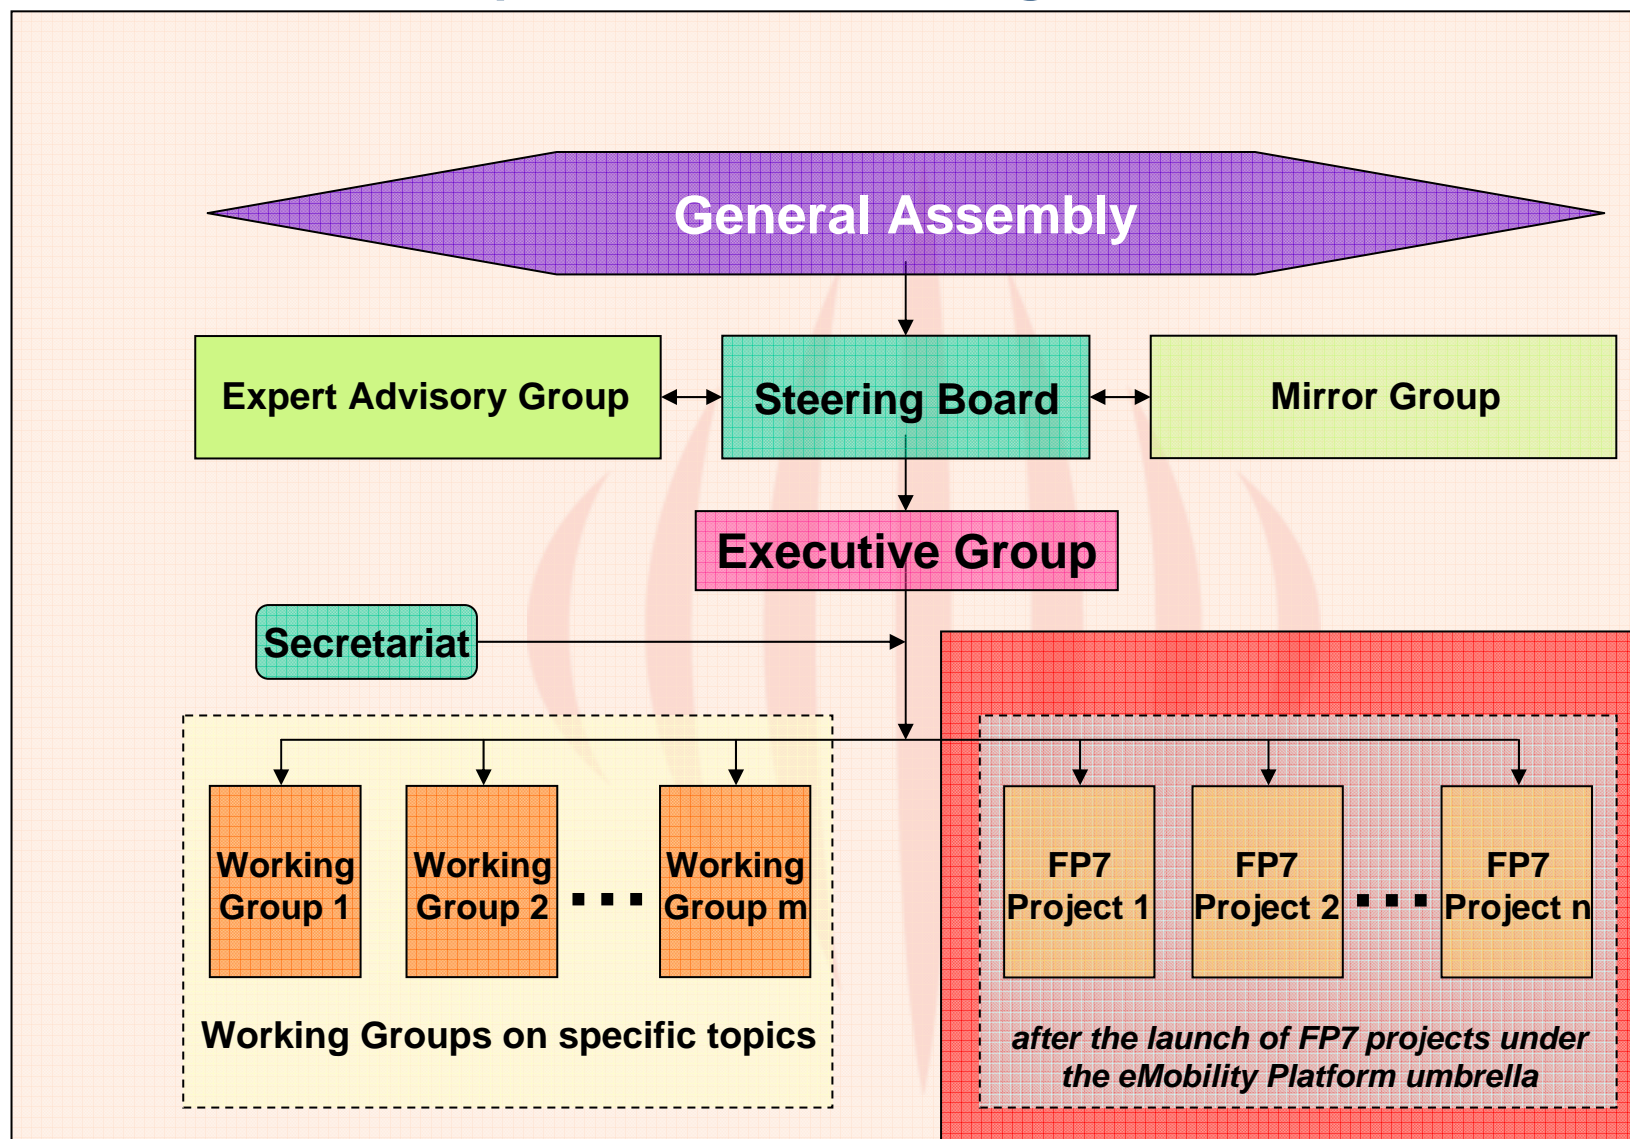 General Assembly
Expert Advisory Group
Steering Board
Mirror Group
Executive Group
Secretariat
Working
Group 1
Working
Group 2
...
Working
Group m
FP7
Project 1
FP7
Project 2
...
FP7
Project n
Working Groups on specific topics
after the launch of FP7 projects under
the eMobility Platform umbrella